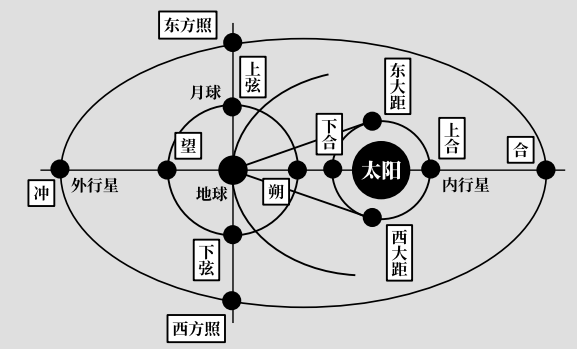 东方照
上弦
月球
东大距
下合
上合
望
合
太阳
冲
外行星
地球
朔
内行星
下弦
西大距
西方照